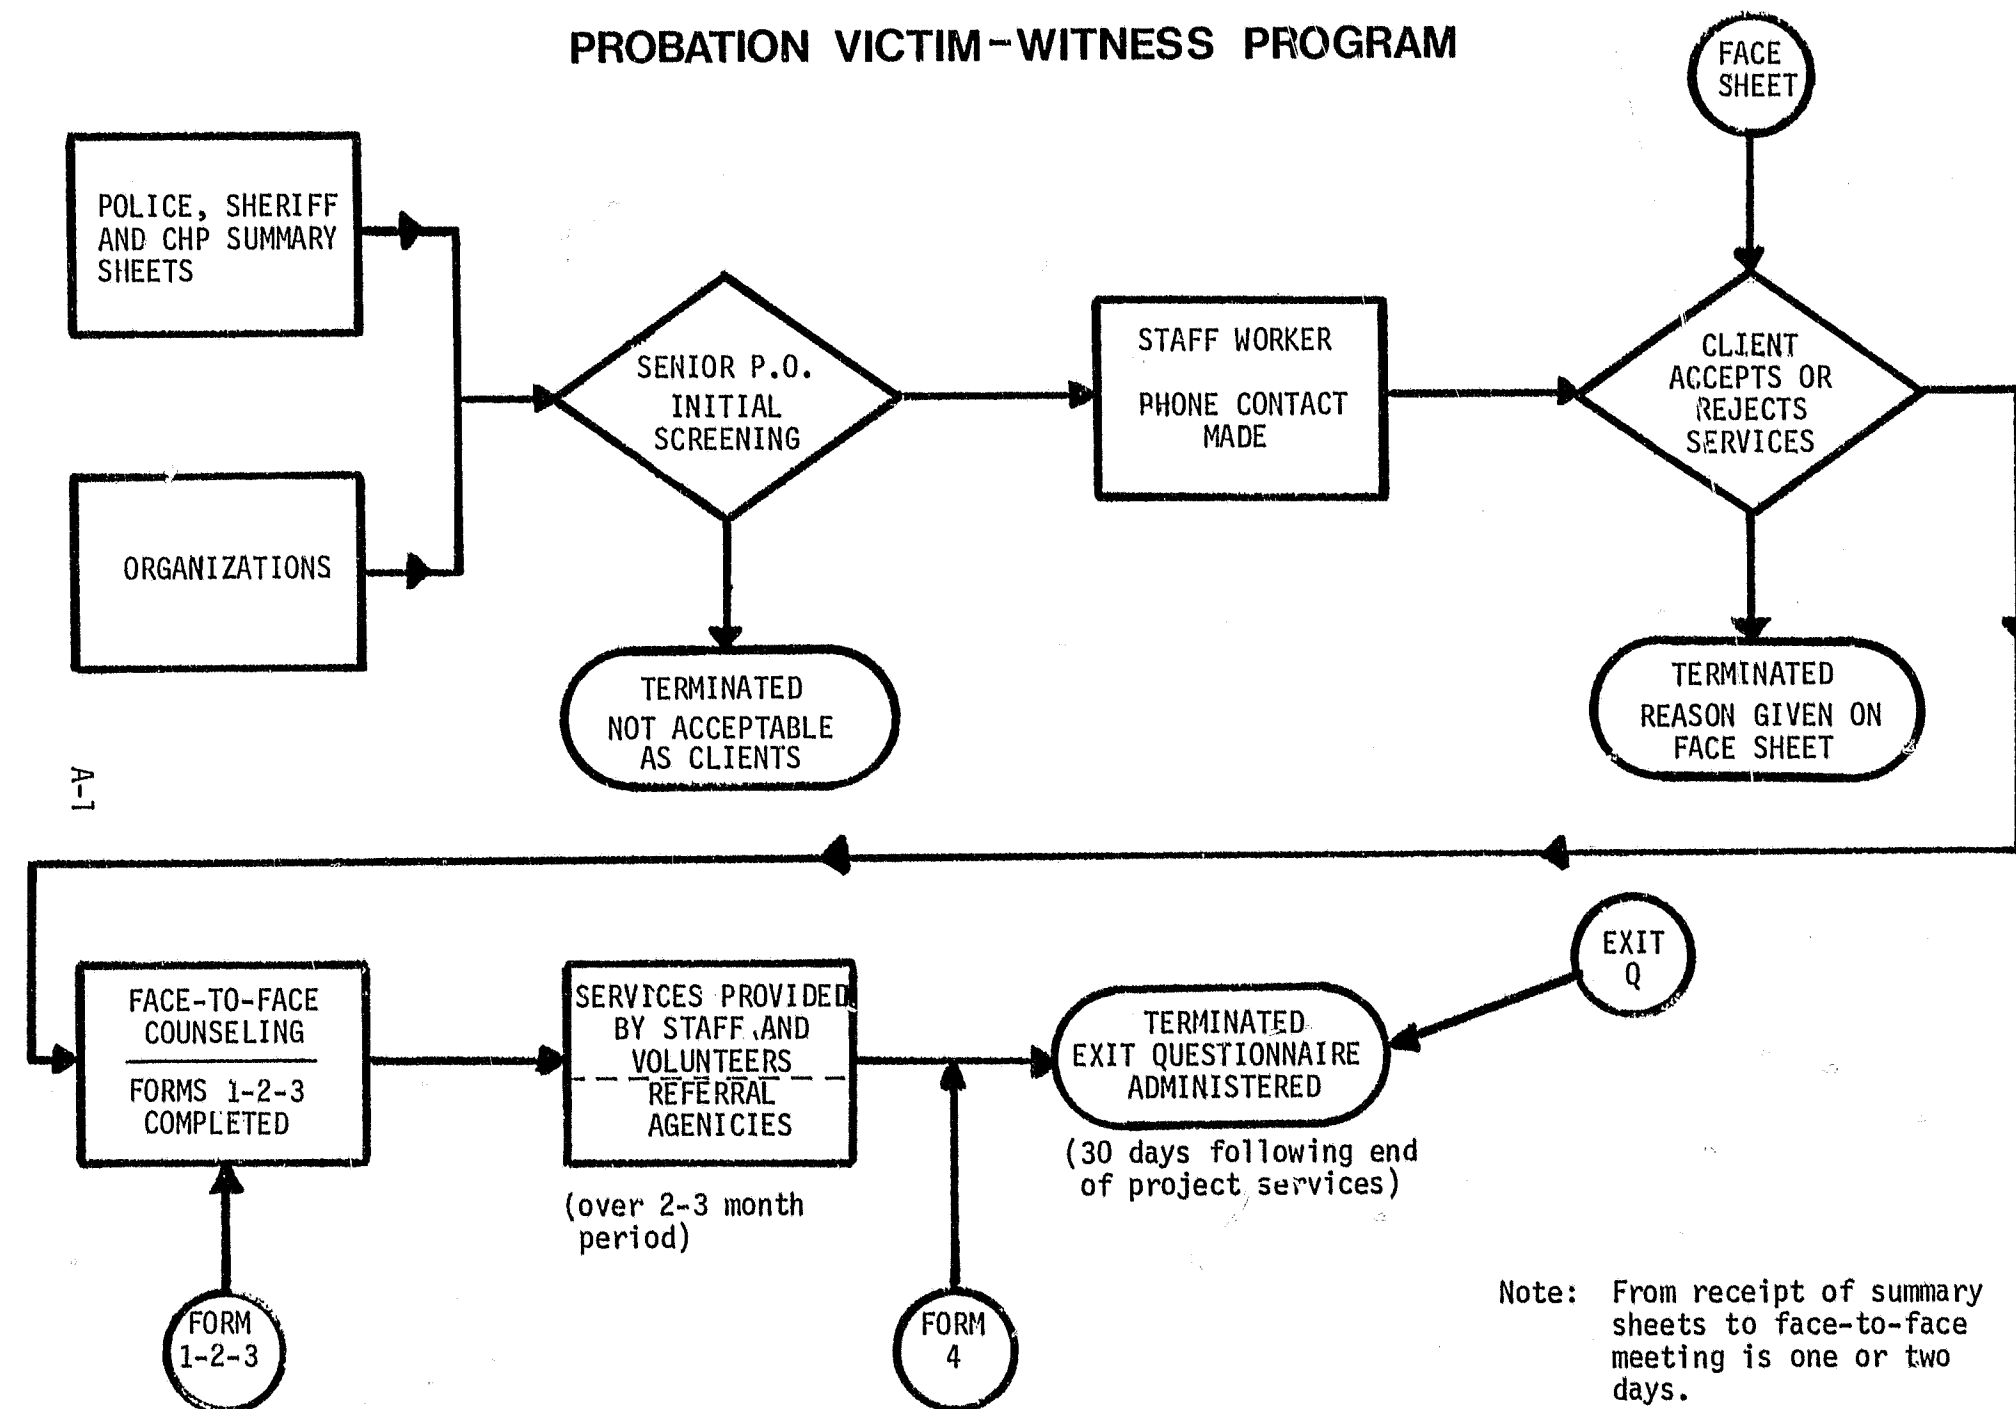 PROBATION VICTIM-WITNESS PROGRAM
FACE
SHEET
POLICE, SHERIFF
AND CHP SUMMARY
SHEETS
ORGANIZATIONS
SENIOR P.O.
INITIAL
SCREENING
TERMINATED
NOT ACCEPTABLE
AS CLIENTS
STAFF WORKER
PHONE CONTACT
MADE
CLIENT
ACCEPTS OR
REJECTS
SERVICES
TERMINATED
REASON GIVEN ON
FACE SHEET
A-1
FACE-TO-FACE
COUNSELING
FORMS 1-2-3
COMPLETED
FORM
1-2-3
SERVICES PROVIDED
BY STAFF AND
VOLUNTEERS
REFERRAL
AGENICIES
(over 2-3 month
period)
FORM
4
TERMINATED
EXIT QUESTIONNAIRE
ADMINISTERED
(30 days following end
of project services)
EXIT
Q
Note: From receipt of summary
sheets to face-to-face
meeting is one or two
days.